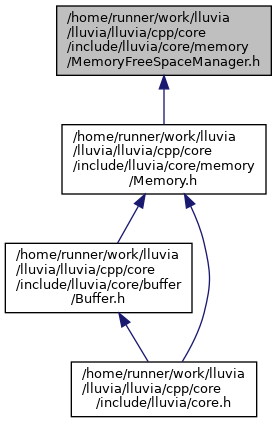 /home/runner/work/lluvia
/lluvia/lluvia/cpp/core
/include/lluvia/core/memory
/MemoryFreeSpaceManager.h
/home/runner/work/lluvia
/lluvia/lluvia/cpp/core
/include/lluvia/core/memory
/Memory.h
/home/runner/work/lluvia
/lluvia/lluvia/cpp/core
/include/lluvia/core/buffer
/Buffer.h
/home/runner/work/lluvia
/lluvia/lluvia/cpp/core
/include/lluvia/core.h